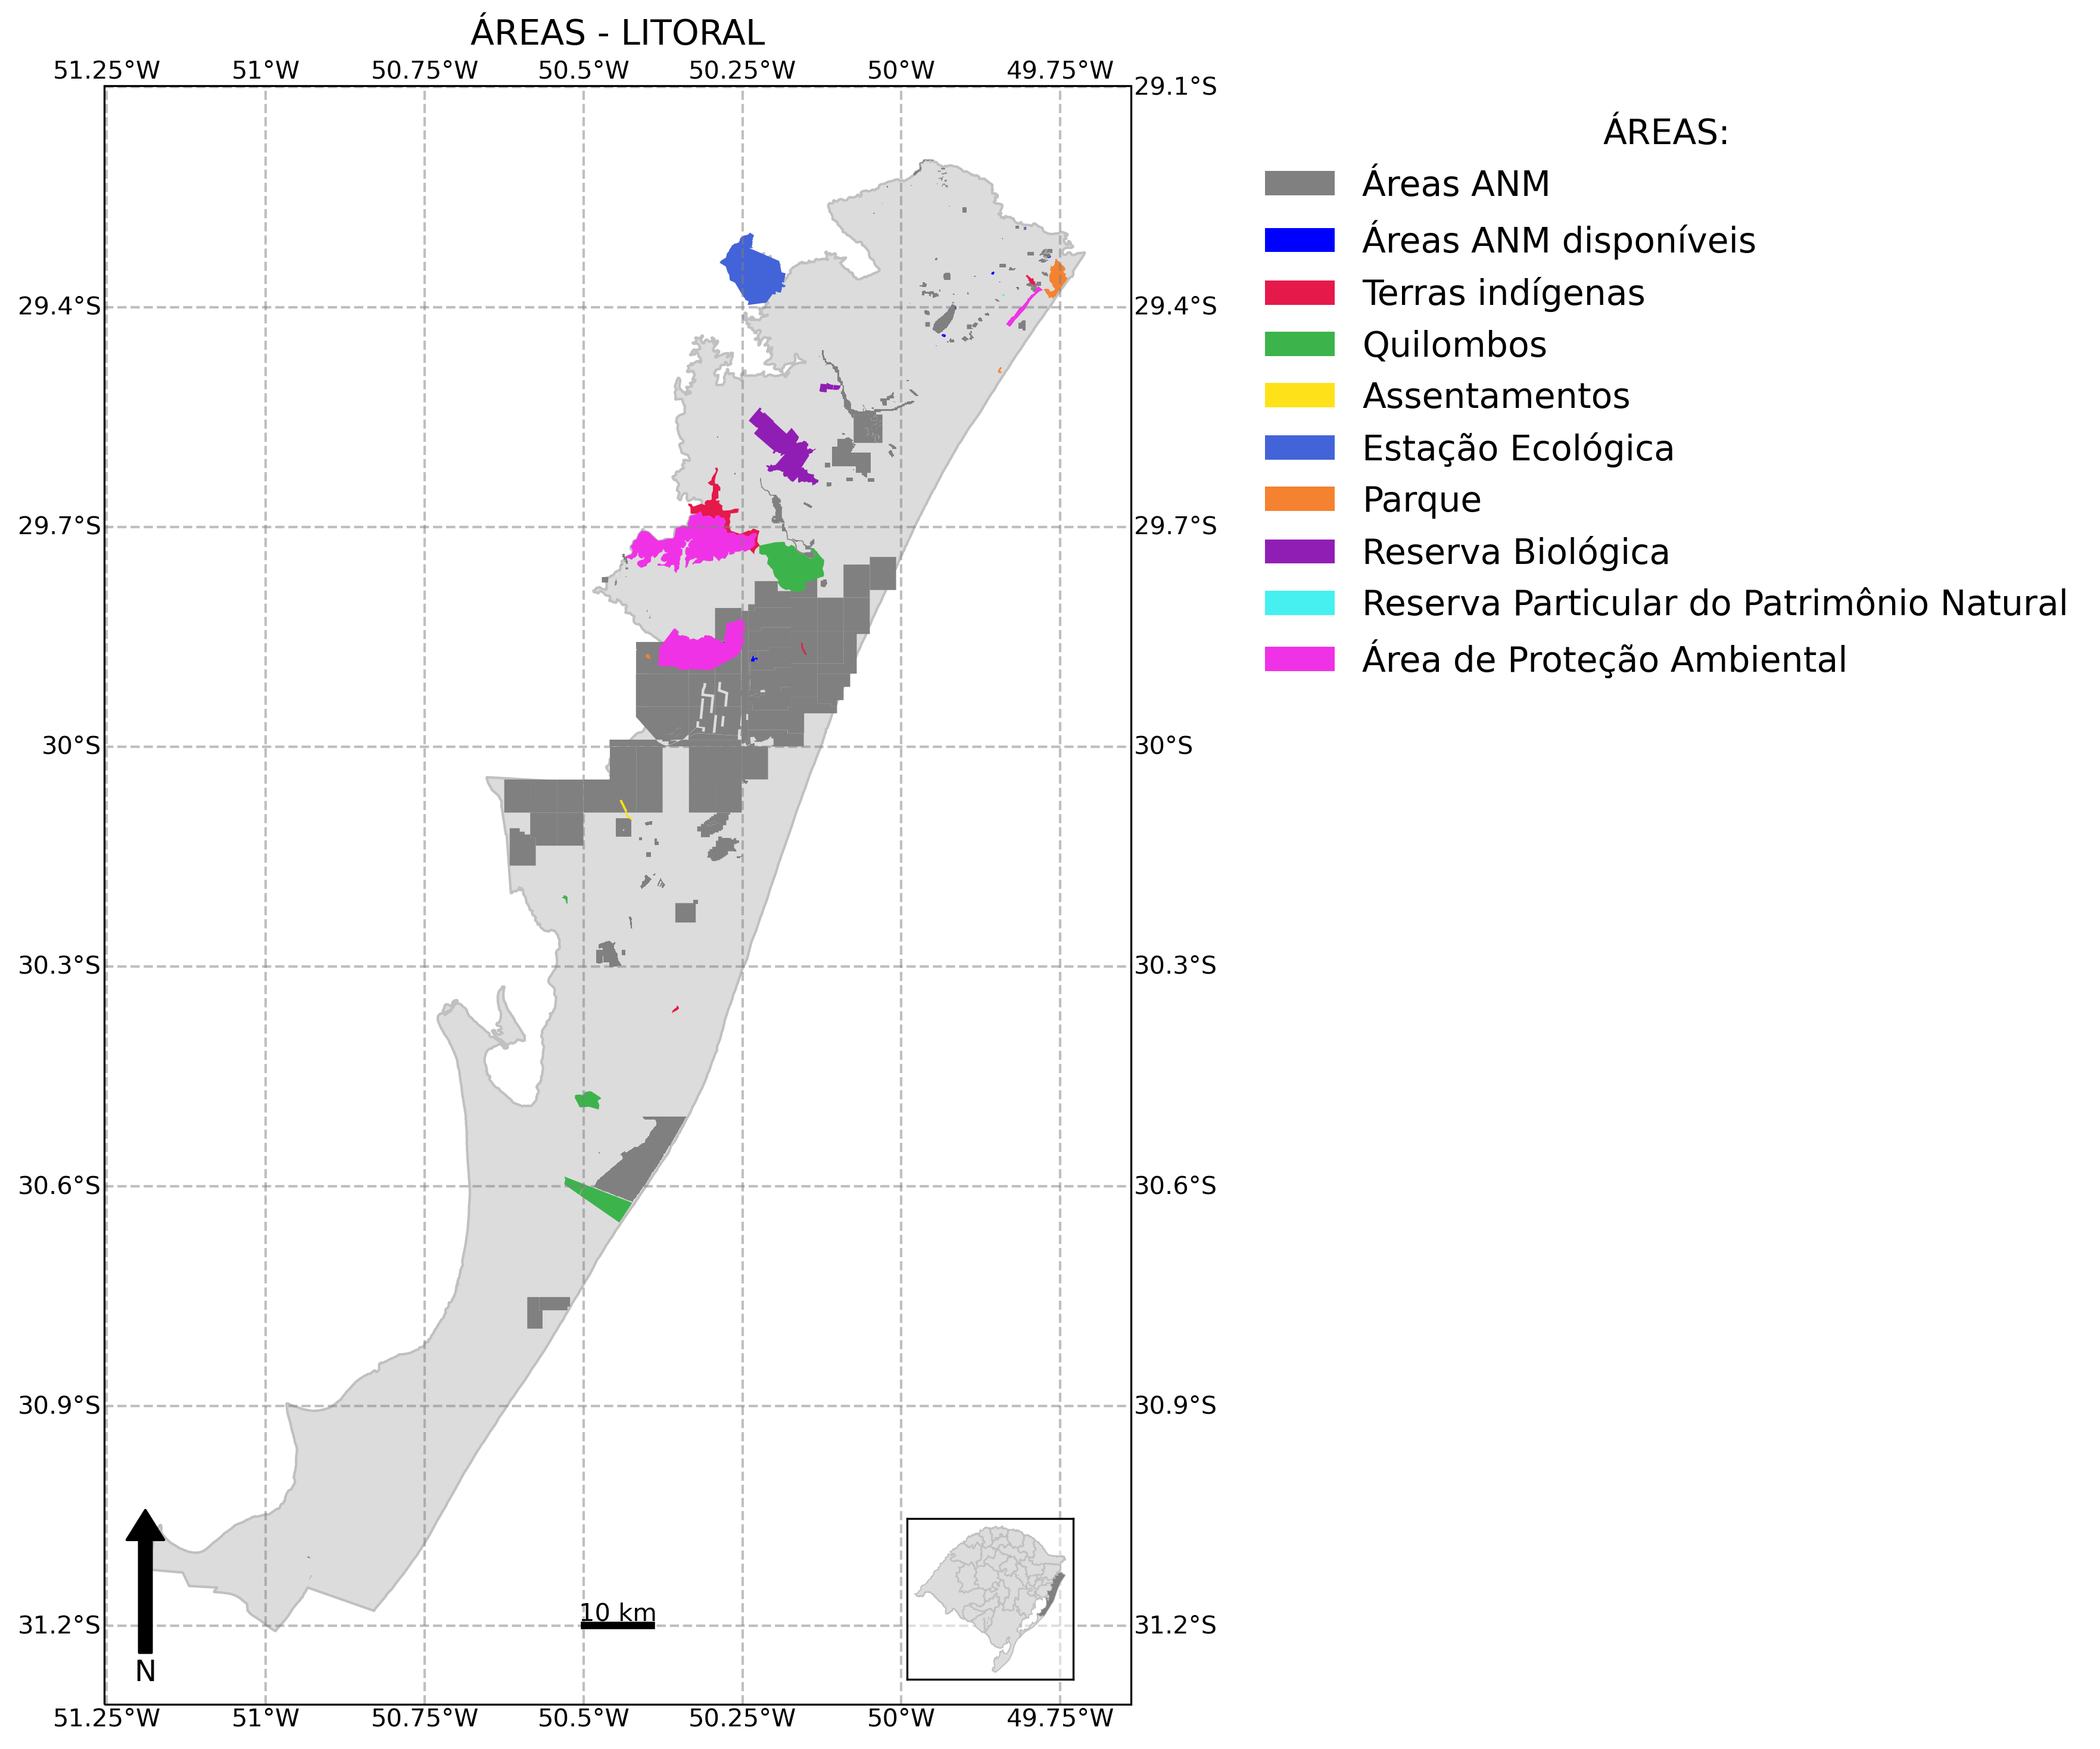 ÁREAS - LITORAL
51.25°W 51°W 50.75°W 50.5°W 50.25°W 50°W 49.75°W
29.1°S
29.4°S 29.4°S
29.7°S 29.7°S
30°S 30°S
30.3°S 30.3°S
30.6°S 30.6°S
30.9°S 30.9°S
31.2°S 31.2°S
10 km
N
51.25°W 51°W 50.75°W 50.5°W 50.25°W 50°W 49.75°W
ÁREAS:
Áreas ANM
Áreas ANM disponíveis
Terras indígenas
Quilombos
Assentamentos
Estação Ecológica
Parque
Reserva Biológica
Reserva Particular do Patrimônio Natural
Área de Proteção Ambiental